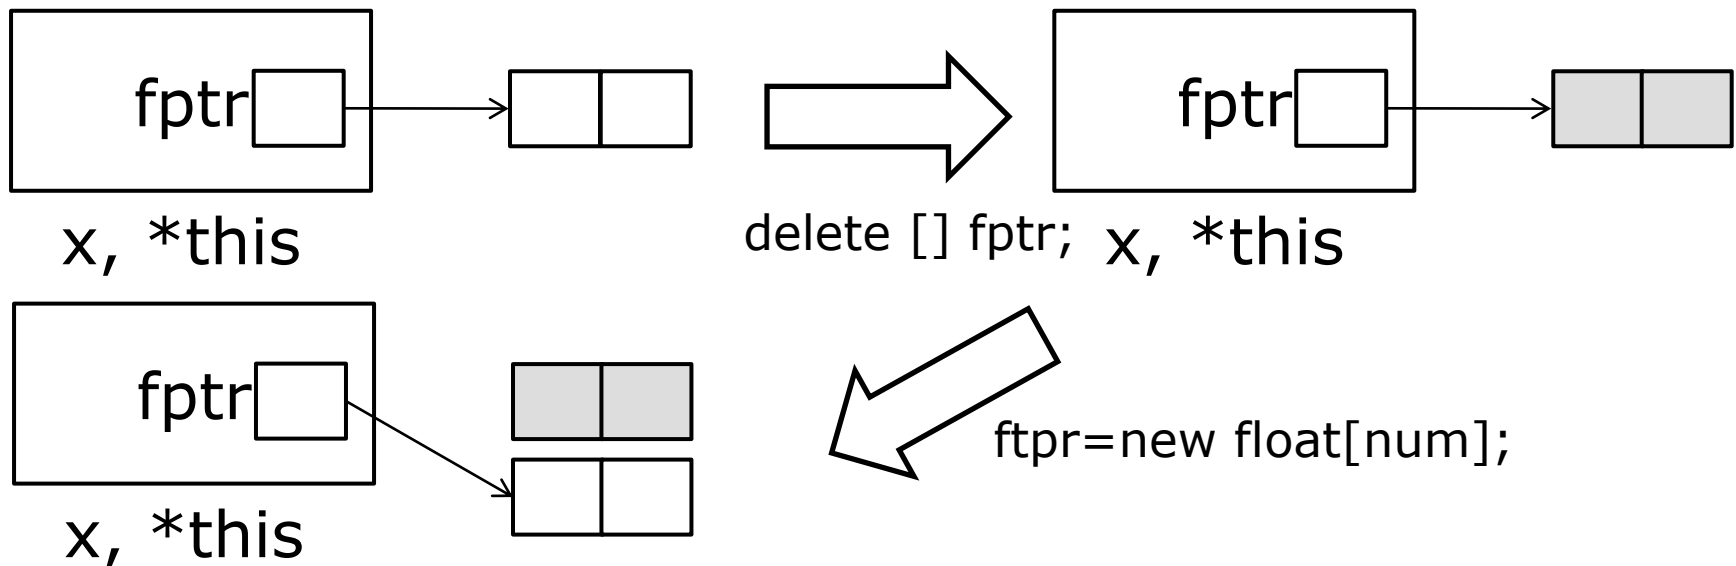 fptr
fptr
x, *this
delete [] fptr;
x, *this
fptr
ftpr=new float[num];
x, *this